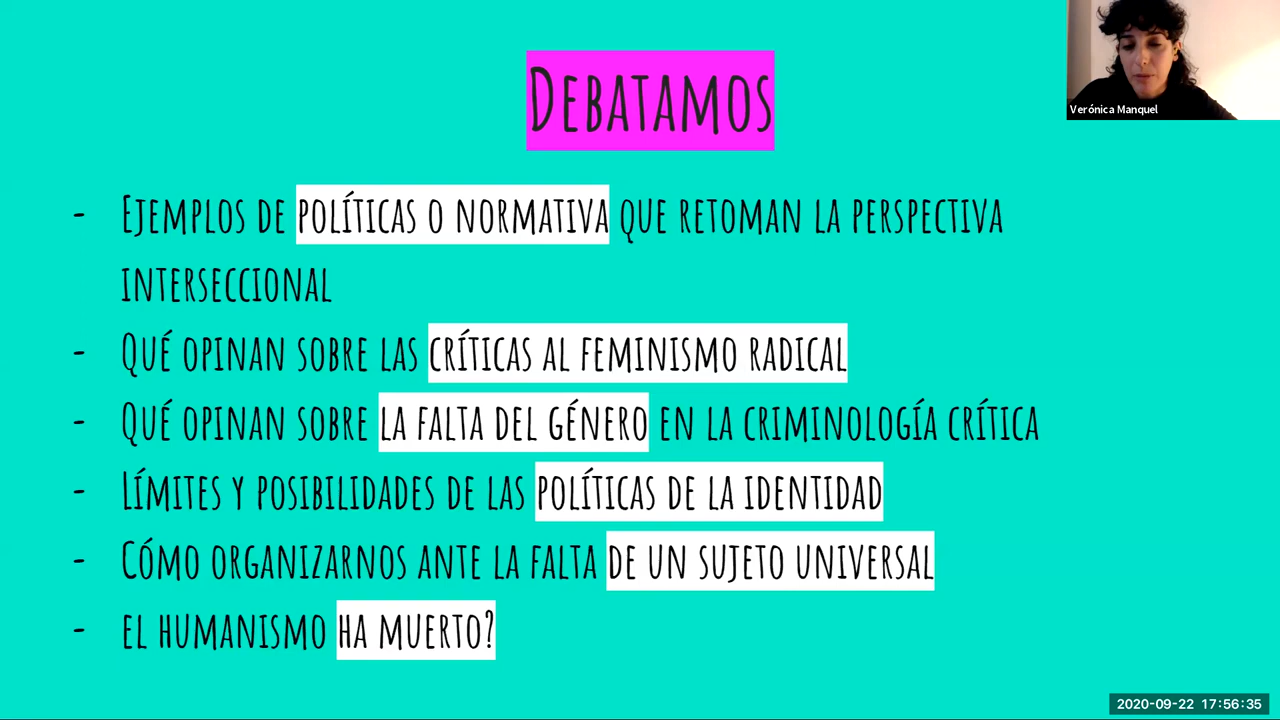 Debatamos
Verónica Manquel
- Ejemplos de políticas o normativa que retoman la perspectiva
interseccional
- Qué opinan sobre las críticas al feminismo radical
- Qué opinan sobre la falta del género en la criminología crítica
- Límites y posibilidades de las políticas de la identidad
- Cómo organizarnos ante la falta de un sujeto universal
- el humanismo ha muerto?
2020-09-22 17:56:35